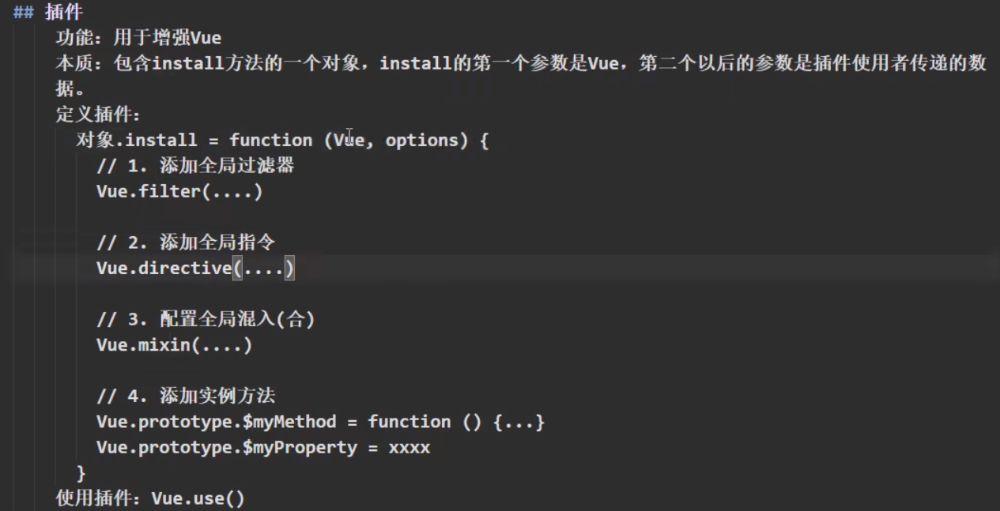 ## 插件
功能：用于增强Vue
本质：包含install方法的一个对象，install的第一个参数是Vue，第二个以后的参数是插件使用者传递的数
据。
定义插件：
对象.install = function (Vue, options) {
// 1. 添加全局过滤器
Vue.filter(....)
// 2. 添加全局指令
Vue.directive(....)
// 3. 配置全局混入(合)
Vue.mixin(....)
// 4. 添加实例方法
Vue.prototype.$myMethod = function () {...}
Vue.prototype.$myProperty = xxxx
}
使用插件：Vue.use()